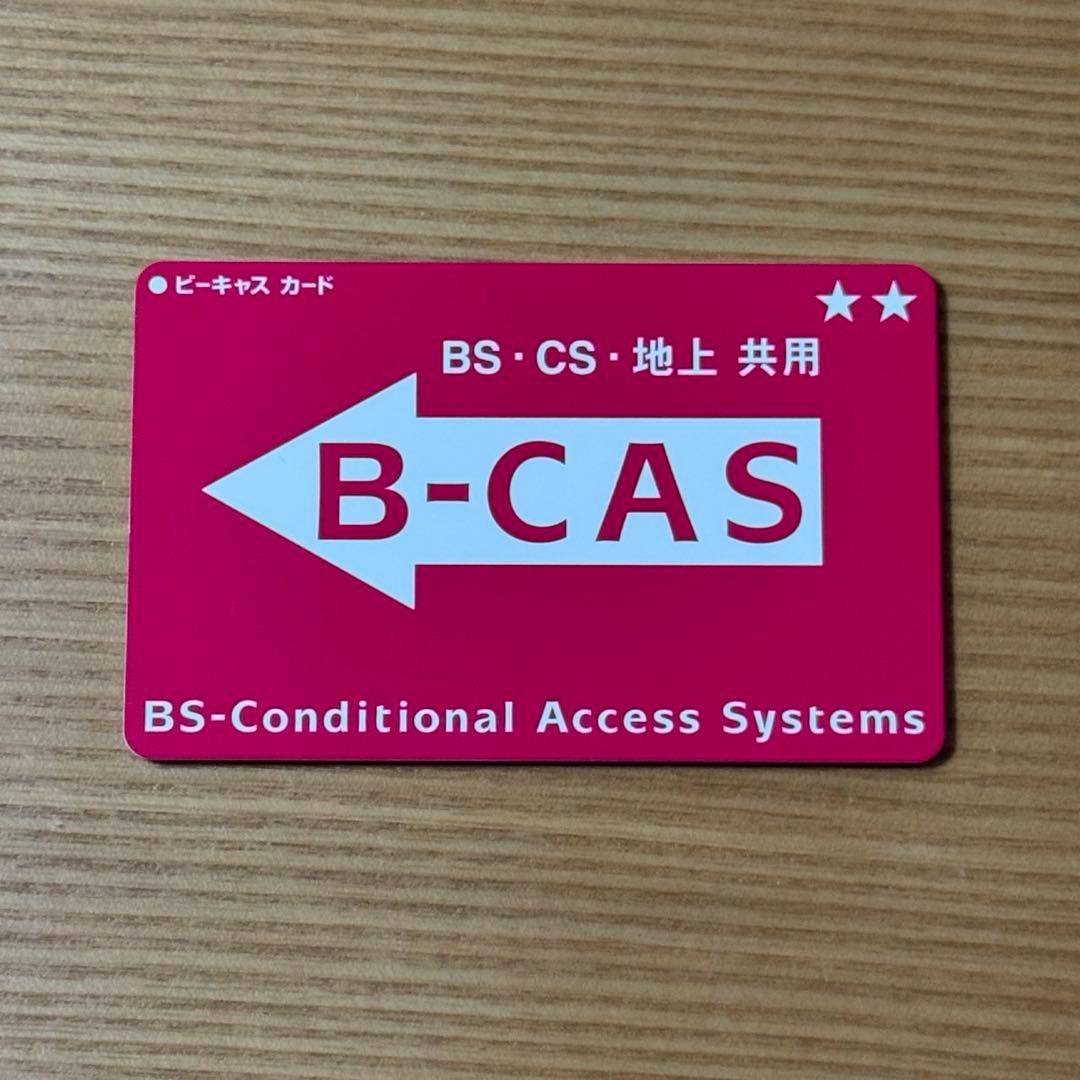 ●ビーキャス カード
★★
BS・CS・地上 共用
B-CAS
BS-Conditional Access Systems